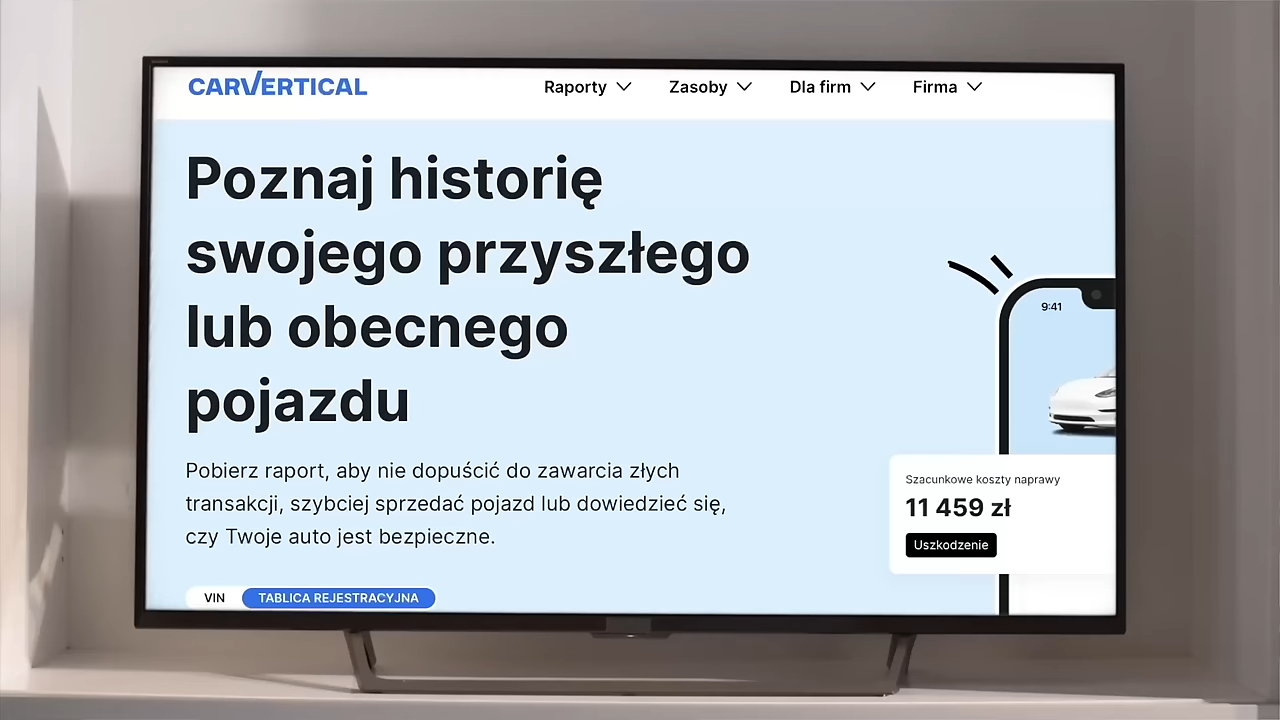 CARVERTICAL
Raporty
Zasoby
Dla firm
Firma
Poznaj historię
swojego przyszłego
lub obecnego
pojazdu
Pobierz raport, aby nie dopuścić do zawarcia złych
transakcji, szybciej sprzedać pojazd lub dowiedzieć się,
czy Twoje auto jest bezpieczne.
VIN
TABLICA REJESTRACYJNA
9:41
Szacunkowe koszty naprawy
11 459 zł
Uszkodzenie